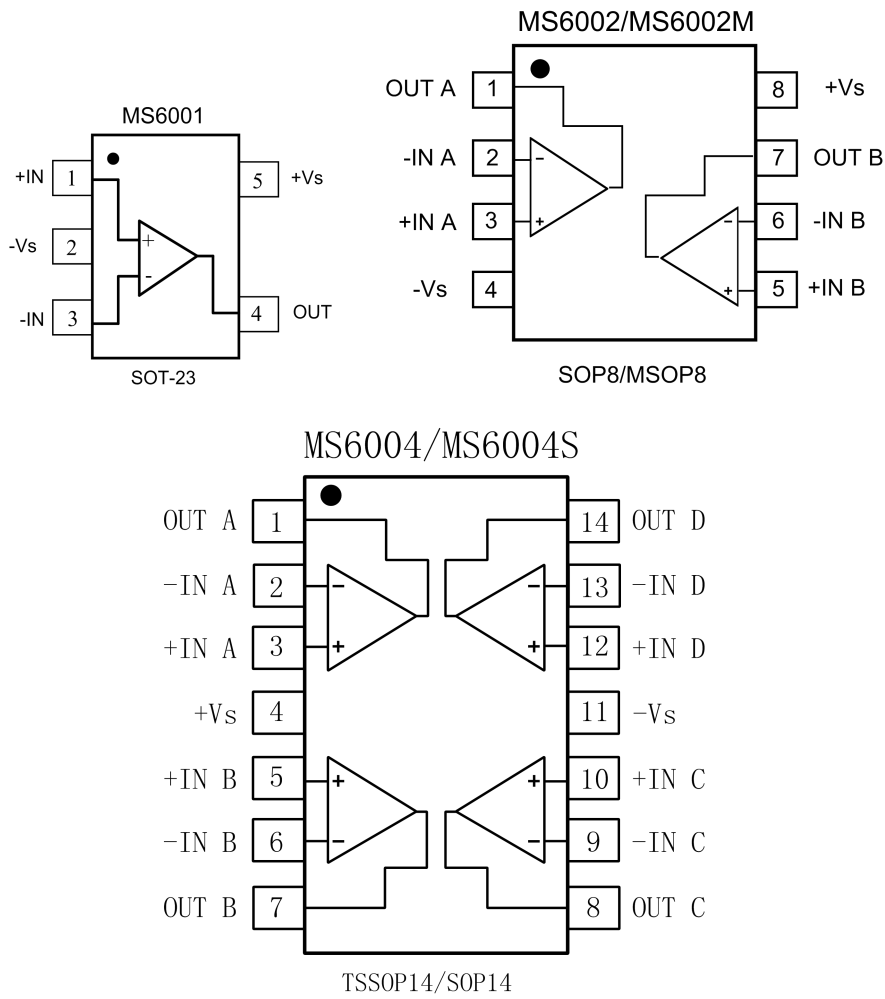 MS6001
+IN 1 5 +Vs
-Vs 2
+
-
-IN 3 4 OUT
SOT-23
MS6002/MS6002M
OUT A 1 8 +Vs
-IN A 2 - 7 OUT B
+IN A 3 + - 6 -IN B
-Vs 4 + 5 +IN B
SOP8/MSOP8
MS6004/MS6004S
OUT A 1 14 OUT D
-IN A 2 - - 13 -IN D
+IN A 3 + + 12 +IN D
+Vs 4 11 -Vs
+IN B 5 + + 10 +IN C
-IN B 6 - - 9 -IN C
OUT B 7 8 OUT C
TSSOP14/SOP14